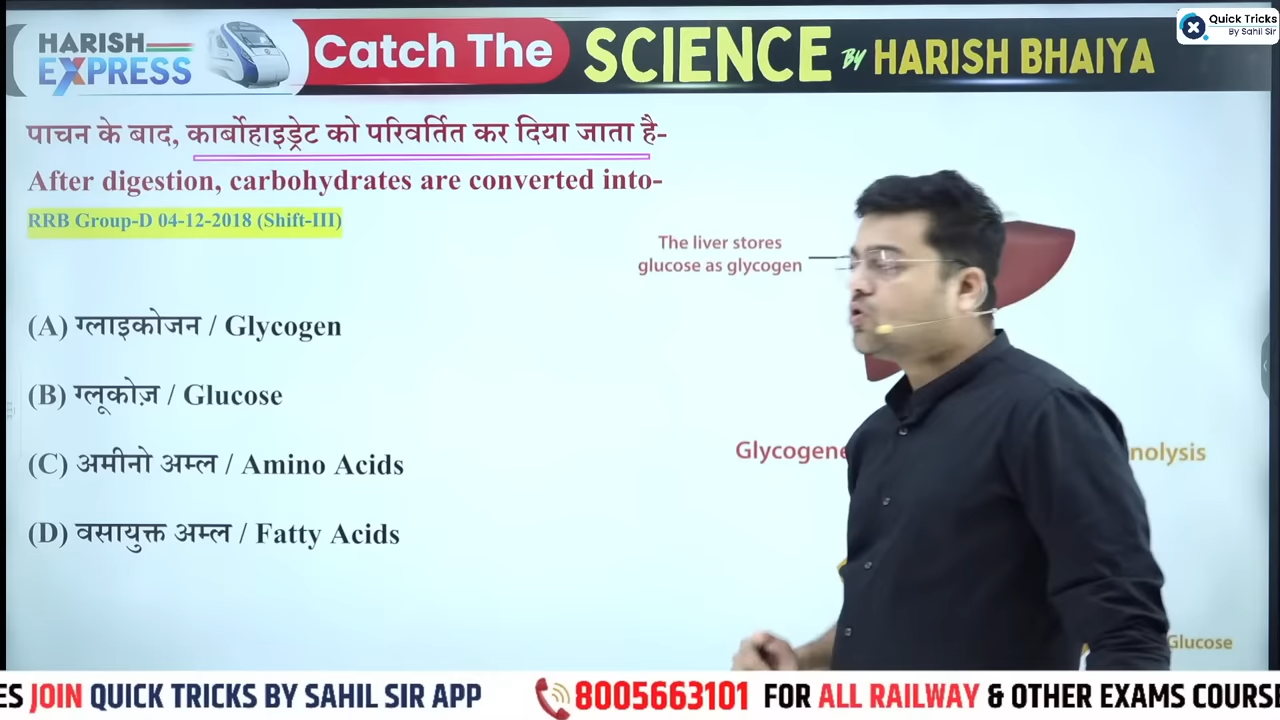 HARISH
EXPRESS
Catch The
SCIENCE BY HARISH BHAIYA
Quick Tricks
By Sahil Sir
पाचन के बाद, कार्बोहाइड्रेट को परिवर्तित कर दिया जाता है-
After digestion, carbohydrates are converted into-
RRB Group-D 04-12-2018 (Shift-III)
The liver stores
glucose as glycogen
(A) ग्लाइकोजन / Glycogen
(B) ग्लूकोज़ / Glucose
(C) अमीनो अम्ल / Amino Acids
(D) वसायुक्त अम्ल / Fatty Acids
Glycogene
nolysis
Glucose
ES JOIN QUICK TRICKS BY SAHIL SIR APP 8005663101 FOR ALL RAILWAY & OTHER EXAMS COURSE